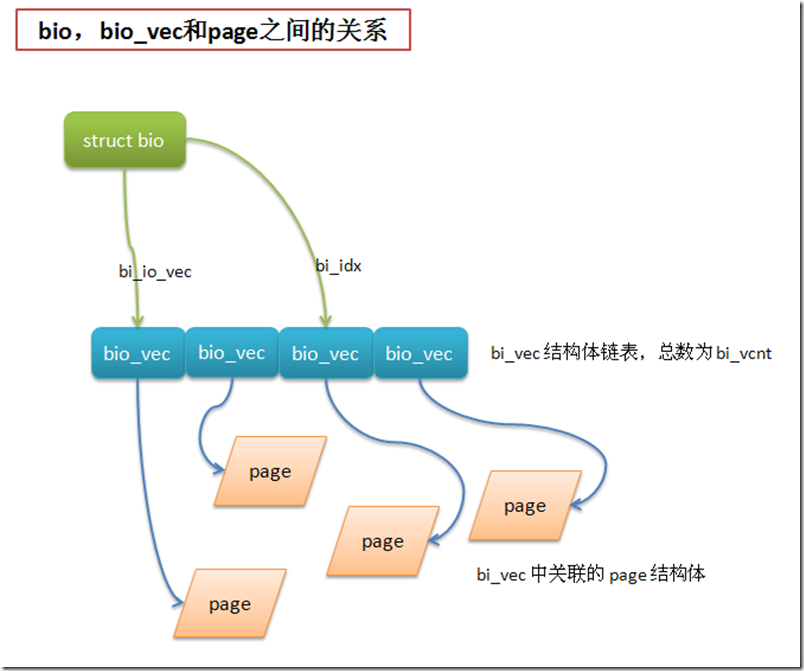 bio，bio_vec和page之间的关系
struct bio
bi_io_vec
bi_idx
bio_vec
bio_vec
bio_vec
bio_vec
bi_vec 结构体链表，总数为 bi_vcnt
page
page
page
page
bi_vec 中关联的 page 结构体